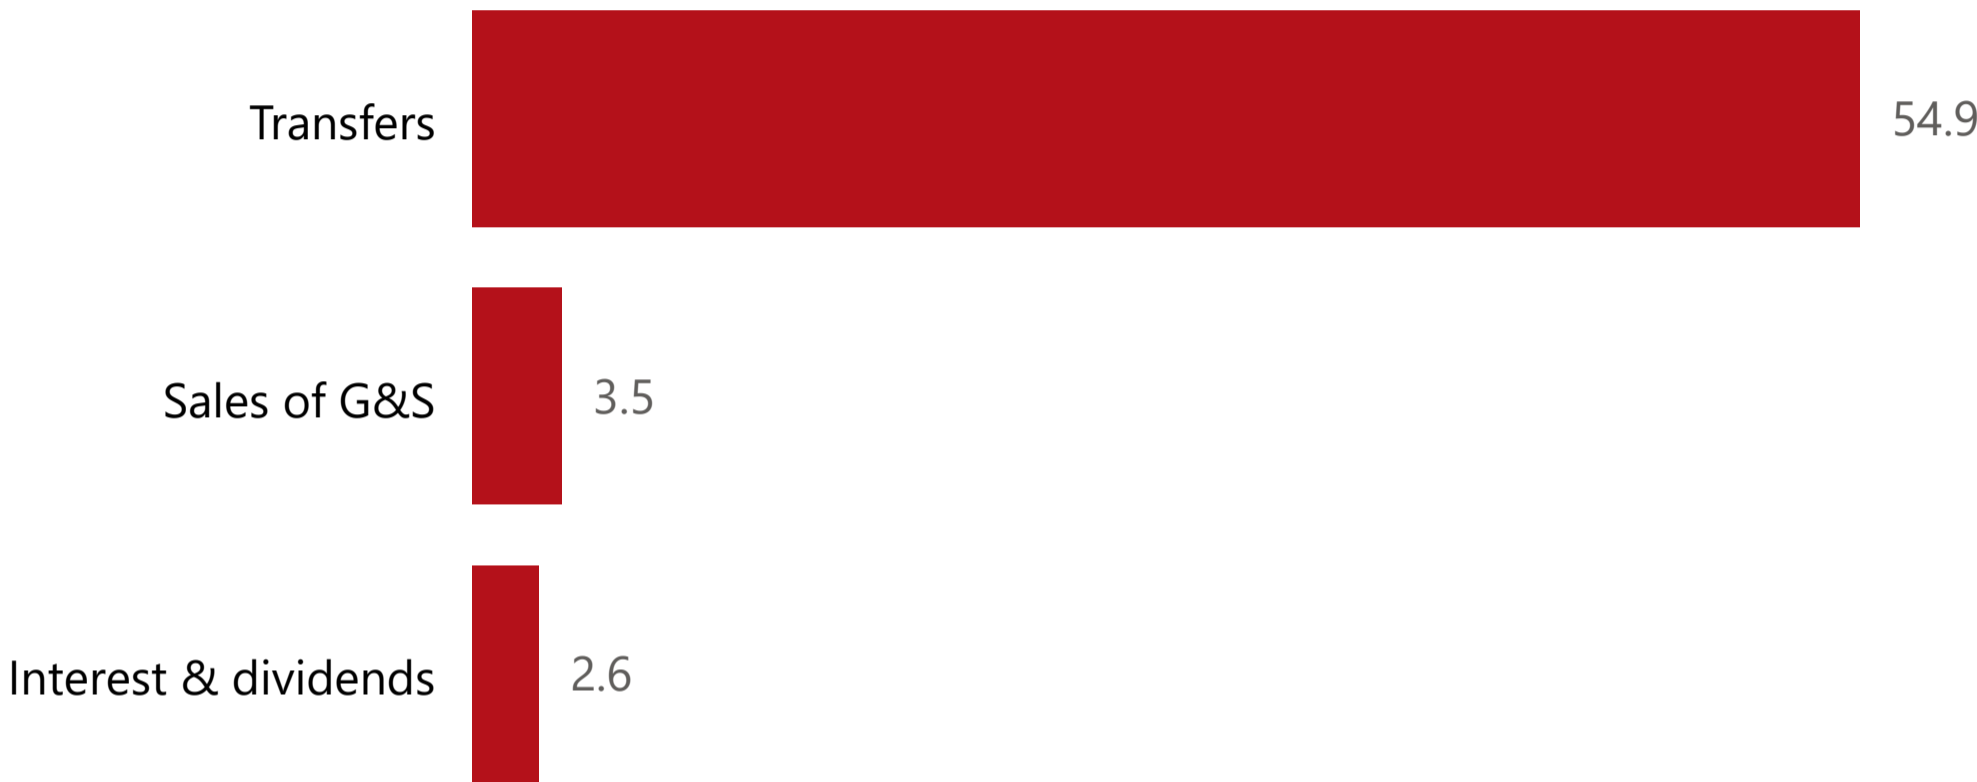 Transfers 54.9
Sales of G&S 3.5
Interest & dividends 2.6